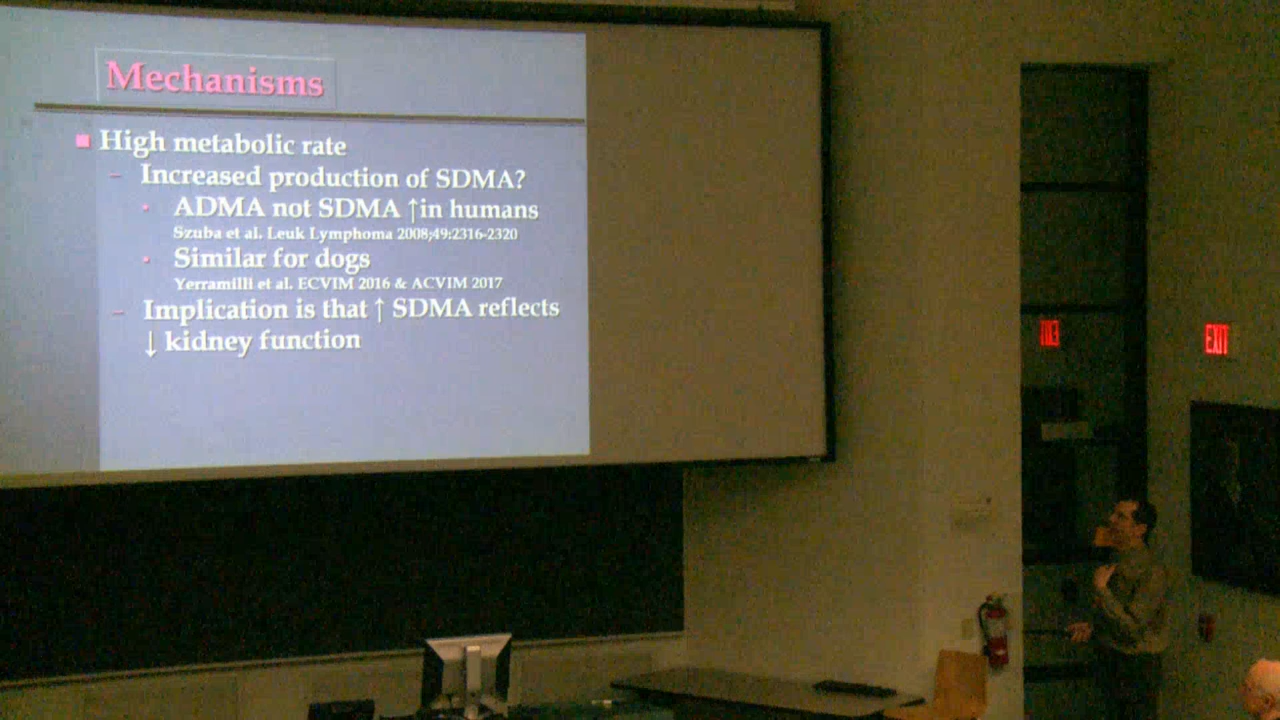 Mechanisms
High metabolic rate
– Increased production of SDMA?
· ADMA not SDMA ↑in humans
Szuba et al. Leuk Lymphoma 2008;49:2316-2320
· Similar for dogs
Yerramilli et al. ECVIM 2016 & ACVIM 2017
– Implication is that ↑ SDMA reflects
↓ kidney function
EXIT